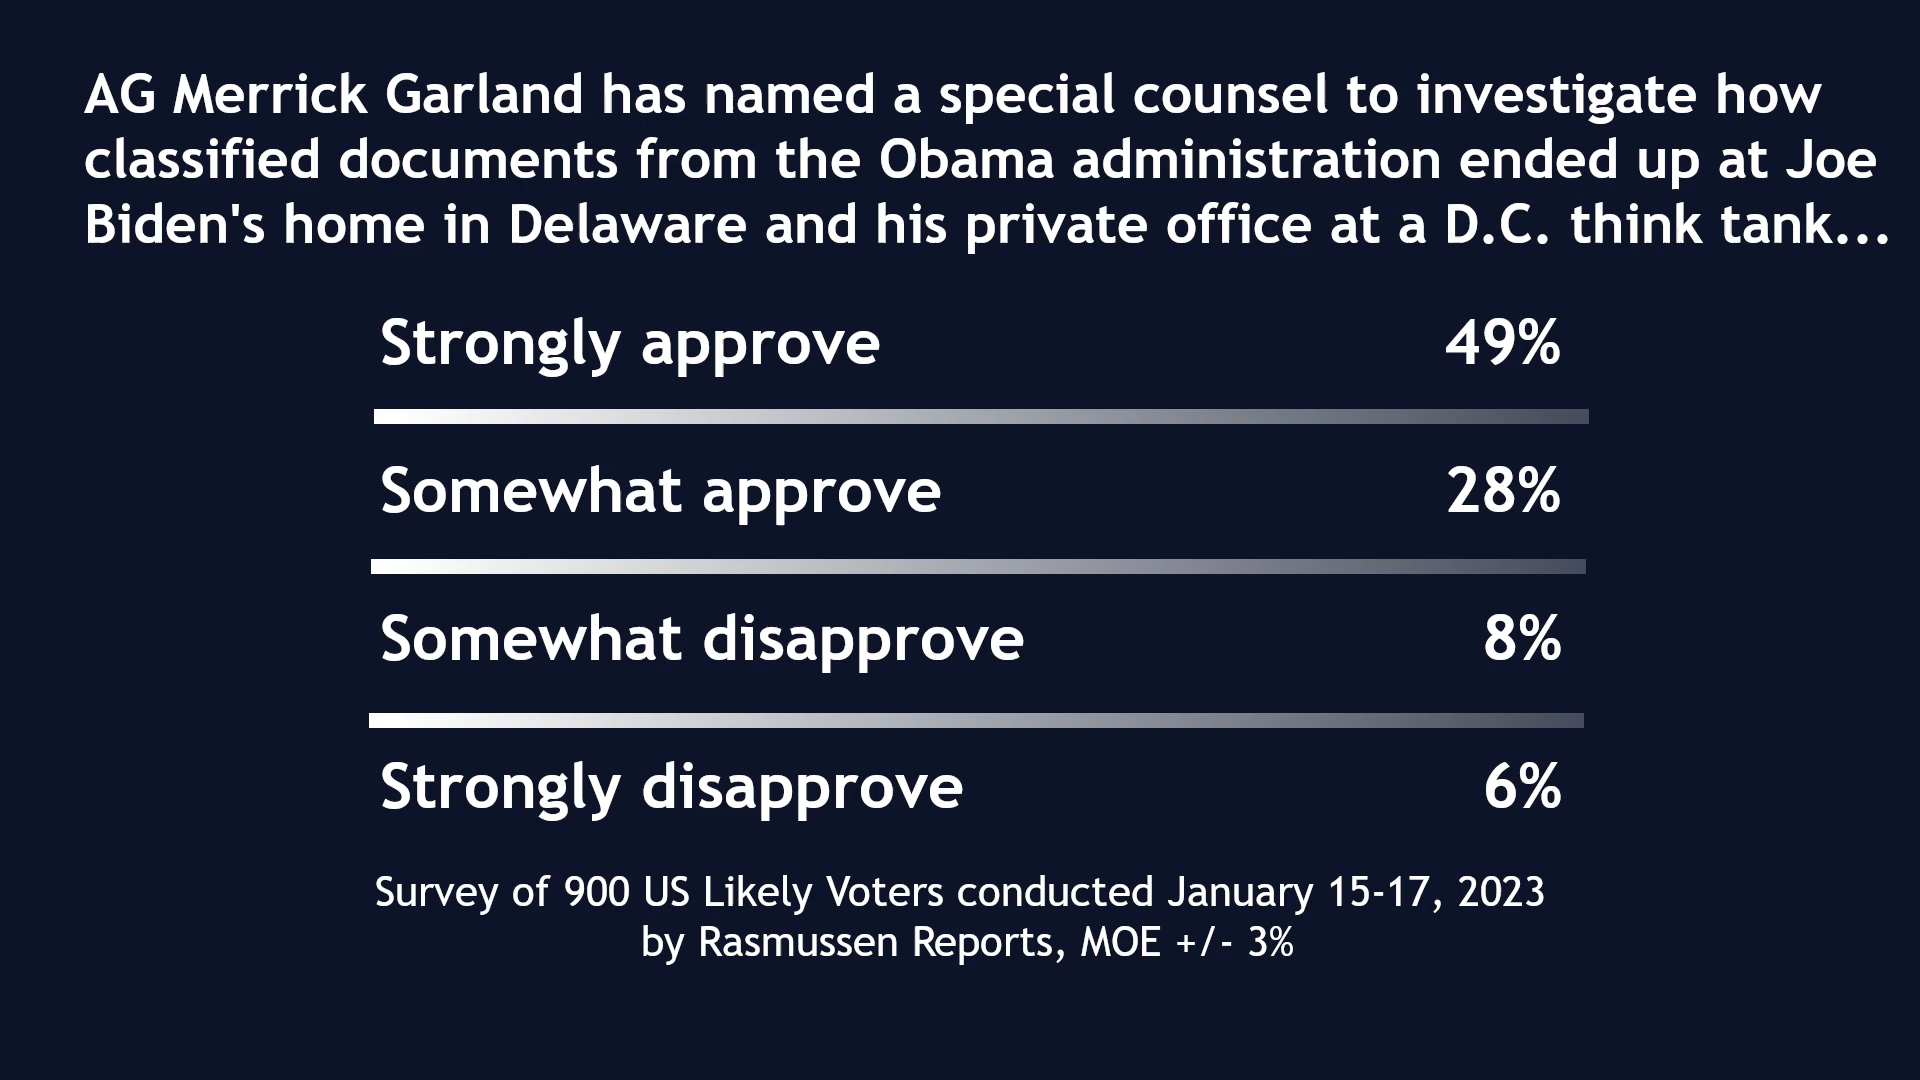 AG Merrick Garland has named a special counsel to investigate how
classified documents from the Obama administration ended up at Joe
Biden's home in Delaware and his private office at a D.C. think tank...
Strongly approve 49%
Somewhat approve 28%
Somewhat disapprove 8%
Strongly disapprove 6%
Survey of 900 US Likely Voters conducted January 15-17, 2023
by Rasmussen Reports, MOE +/- 3%